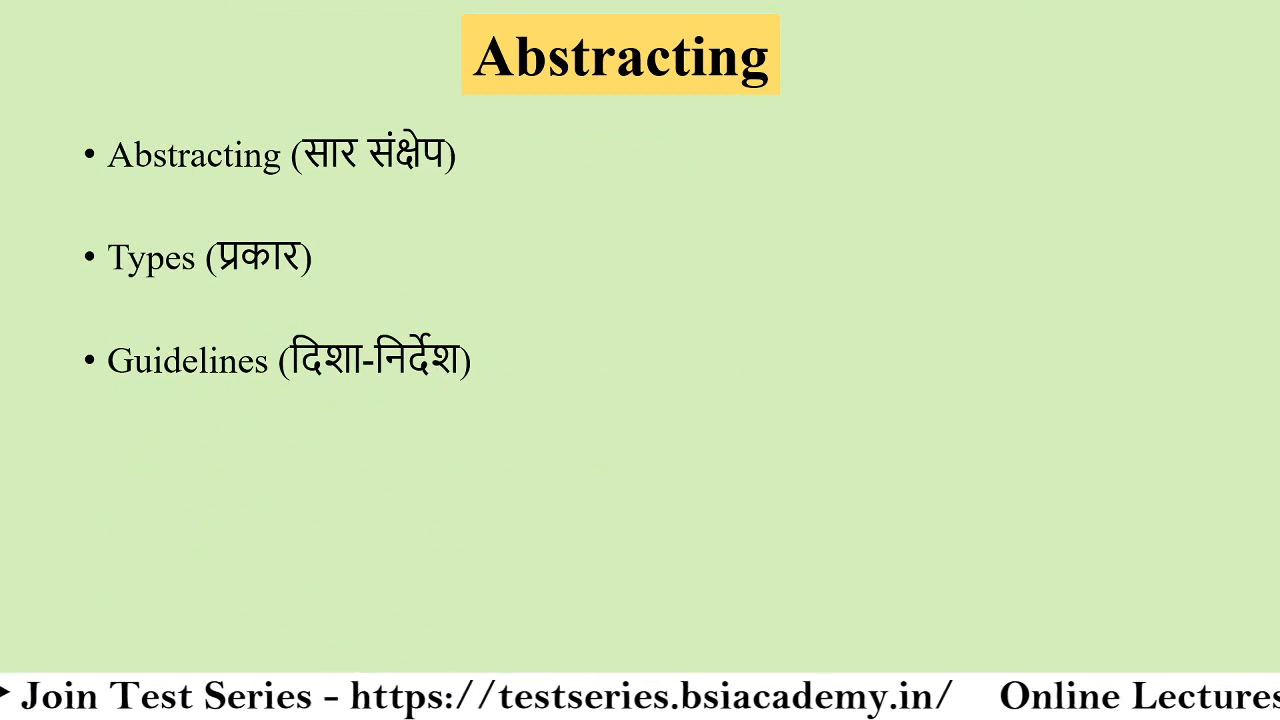 Abstracting
• Abstracting (सार संक्षेप)
• Types (प्रकार)
• Guidelines (दिशा-निर्देश)
Join Test Series - https://testseries.bsiacademy.in/ Online Lectures